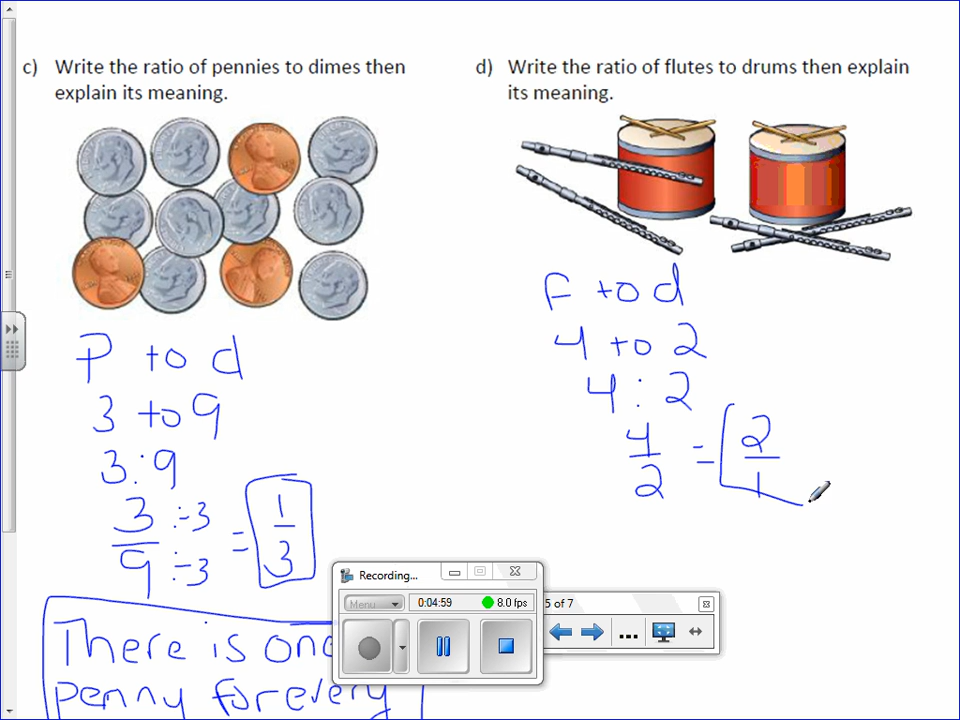 c) Write the ratio of pennies to dimes then
explain its meaning.
P to d
3 to 9
3:9
3/9 ÷3/÷3 = 1/3
There is one
penny for every
d) Write the ratio of flutes to drums then explain
its meaning.
F to d
4 to 2
4:2
4/2 = 2/1
Recording...
Menu
0:04:59 8.0 fps
5 of 7
...